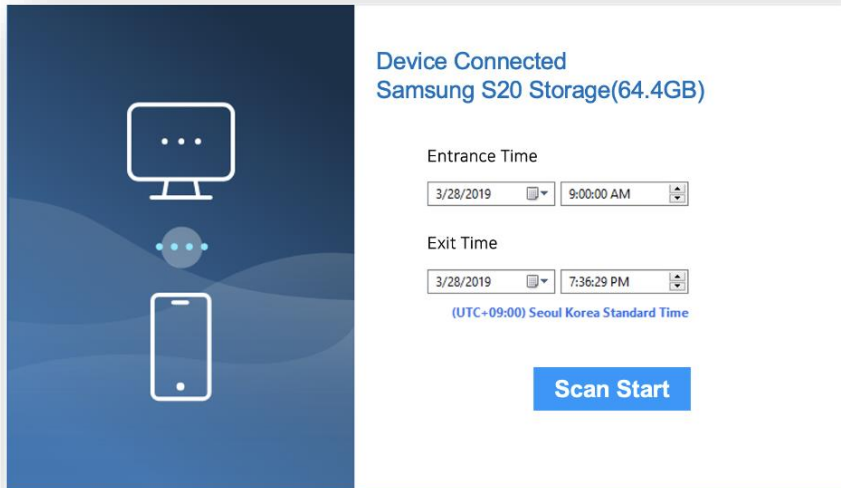 Device Connected
Samsung S20 Storage(64.4GB)
Entrance Time
3/28/2019 9:00:00 AM
Exit Time
3/28/2019 7:36:29 PM
(UTC+09:00) Seoul Korea Standard Time
Scan Start